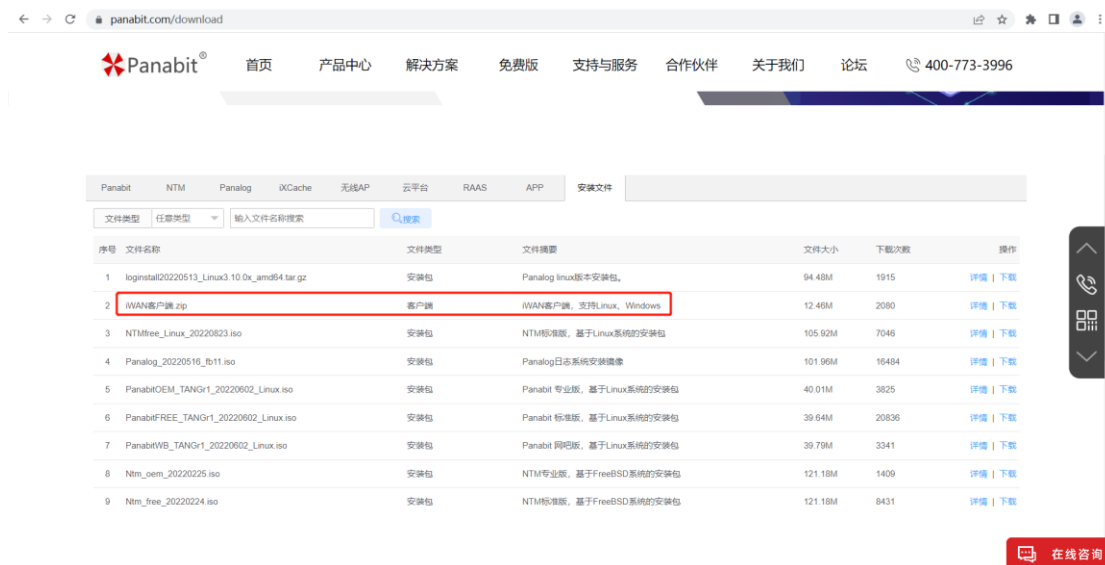 panabit.com/download
Panabit® 首页 产品中心 解决方案 免费版 支持与服务 合作伙伴 关于我们 论坛 400-773-3996
Panabit NTM Panalog iXCache 无线AP 云平台 RAAS APP 安装文件
文件类型 任意类型 输入文件名称搜索 搜索
序号 文件名称 文件类型 文件摘要 文件大小 下载次数 操作
1 loginstall20220513_Linux3.10.0x_amd64.tar.gz 安装包 Panalog linux版本安装包。 94.48M 1915 详情 | 下载
2 iWAN客户端.zip 客户端 iWAN客户端，支持Linux、Windows 12.46M 2080 详情 | 下载
3 NTMfree_Linux_20220823.iso 安装包 NTM标准版，基于Linux系统的安装包 105.92M 7046 详情 | 下载
4 Panalog_20220516_fb11.iso 安装包 Panalog日志系统安装镜像 101.96M 16484 详情 | 下载
5 PanabitOEM_TANGr1_20220602_Linux.iso 安装包 Panabit 专业版，基于Linux系统的安装包 40.01M 3825 详情 | 下载
6 PanabitFREE_TANGr1_20220602_Linux.iso 安装包 Panabit 标准版，基于Linux系统的安装包 39.64M 20836 详情 | 下载
7 PanabitWB_TANGr1_20220602_Linux.iso 安装包 Panabit 网吧版，基于Linux系统的安装包 39.79M 3341 详情 | 下载
8 Ntm_oem_20220225.iso 安装包 NTM专业版，基于FreeBSD系统的安装包 121.18M 1409 详情 | 下载
9 Ntm_free_20220224.iso 安装包 NTM标准版，基于FreeBSD系统的安装包 121.18M 8431 详情 | 下载
在线咨询